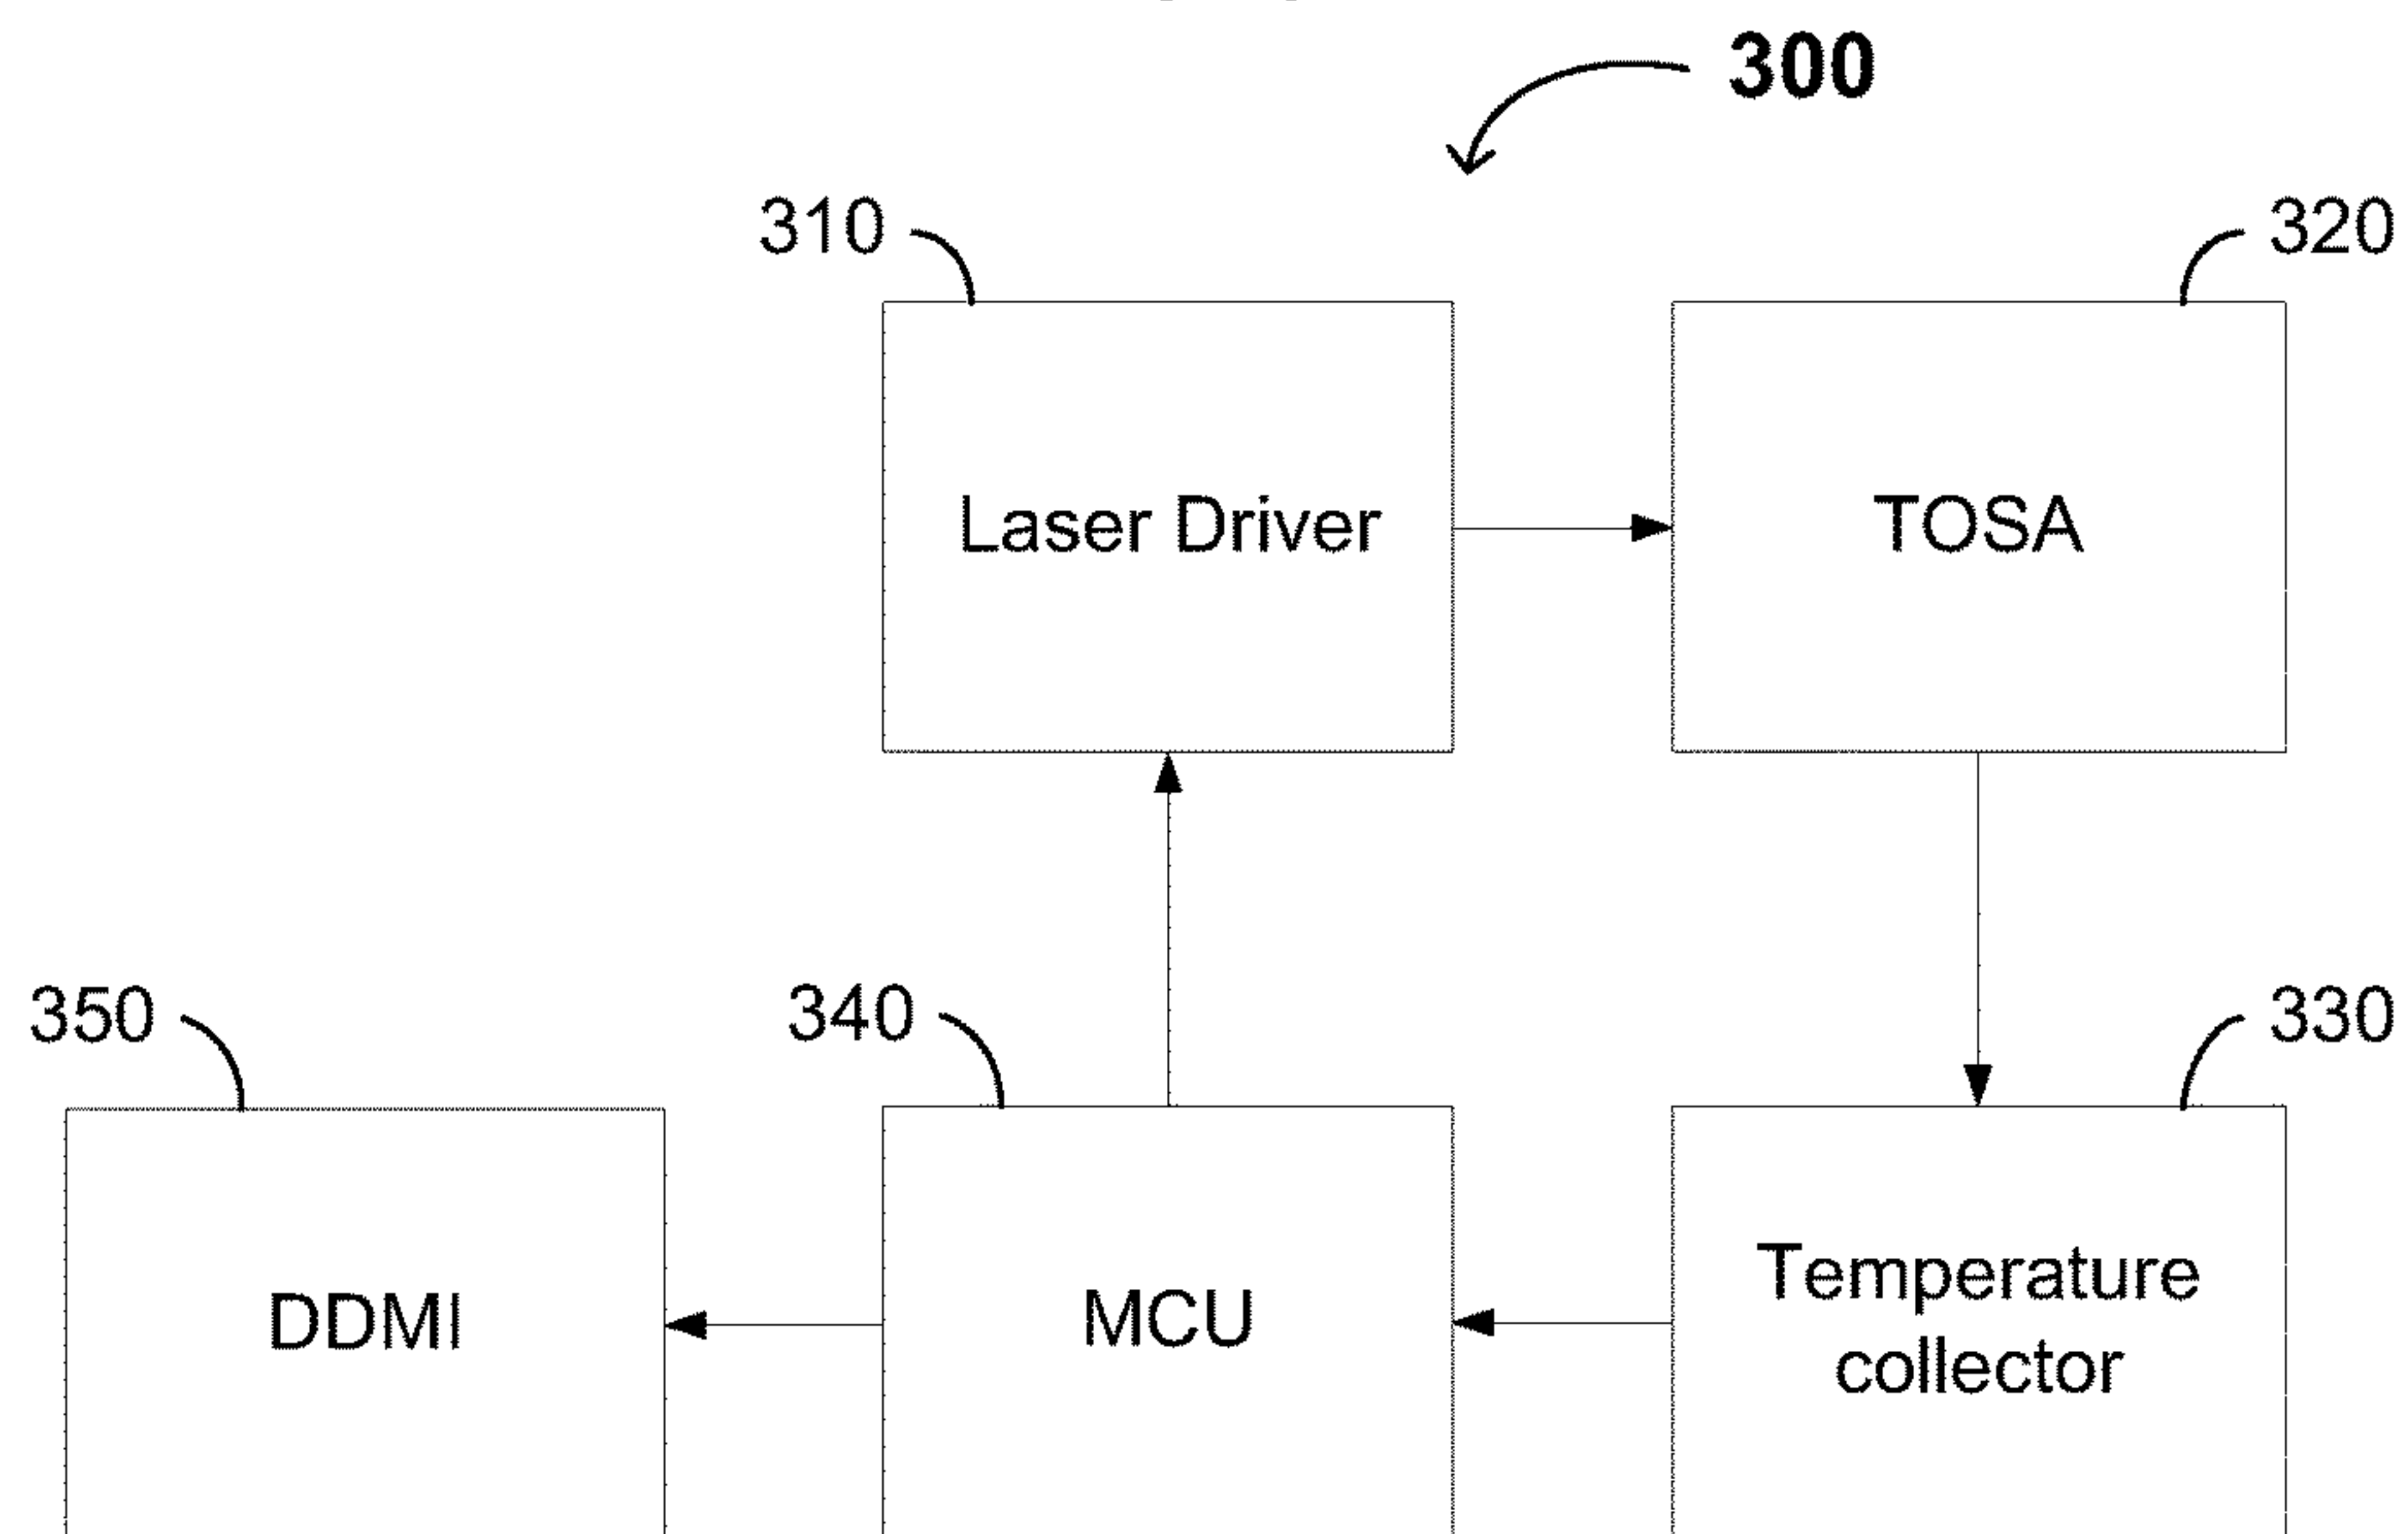 300
310
320
Laser Driver
TOSA
350
340
330
DDMI
MCU
Temperature
collector